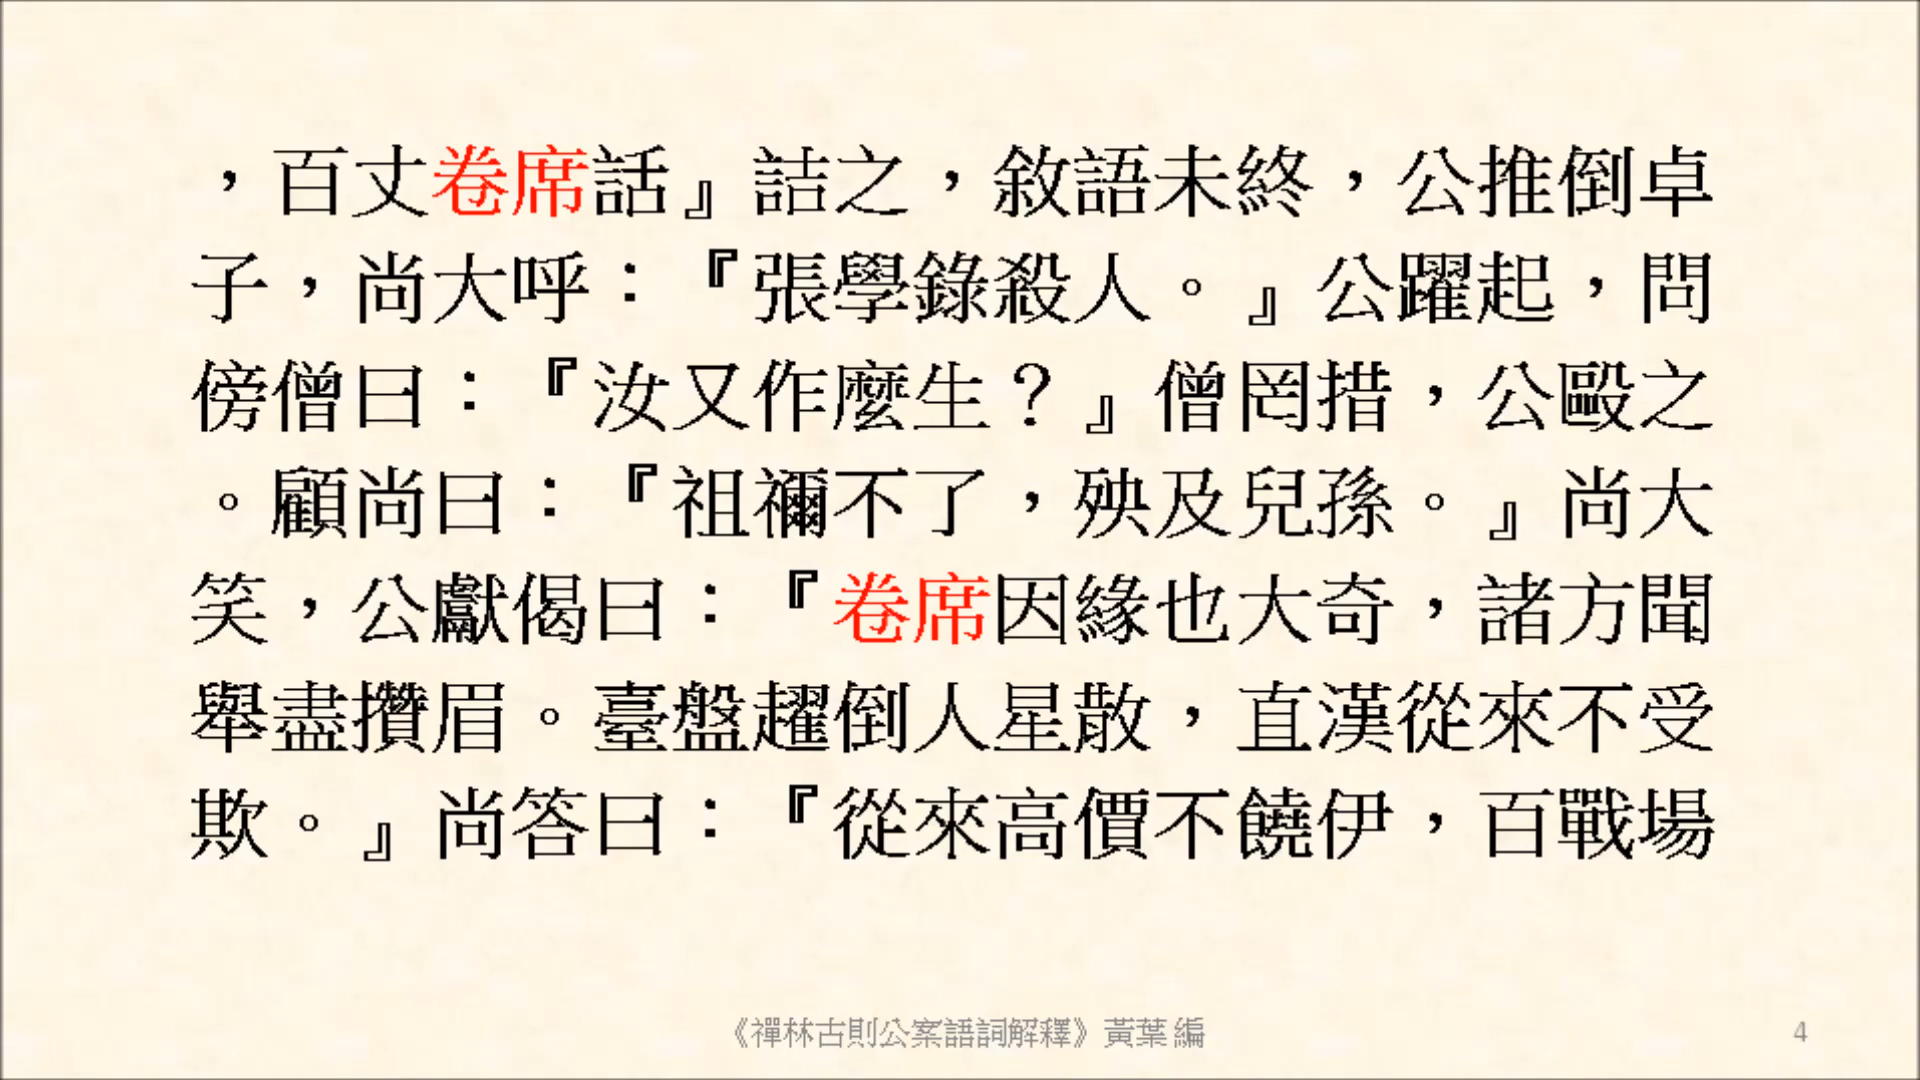 ，百丈卷席話』詰之，敘語未終，公推倒卓
子，尚大呼：『張學錄殺人。』公躍起，問
傍僧曰：『汝又作麼生？』僧罔措，公毆之
。顧尚曰：『祖禰不了，殃及兒孫。』尚大
笑，公獻偈曰：『卷席因緣也大奇，諸方聞
舉盡攢眉。臺盤趯倒人星散，直漢從來不受
欺。』尚答曰：『從來高價不饒伊，百戰場
《禪林古則公案語詞解釋》黃葉 編
4